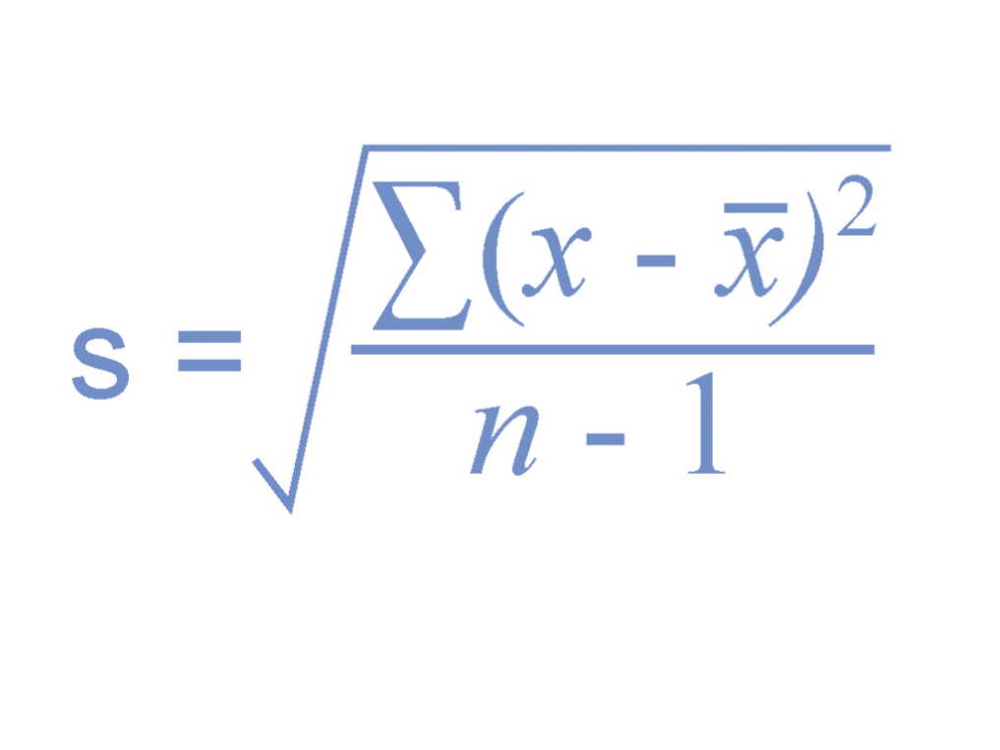 s = √(∑(x - x̅)² / (n - 1))